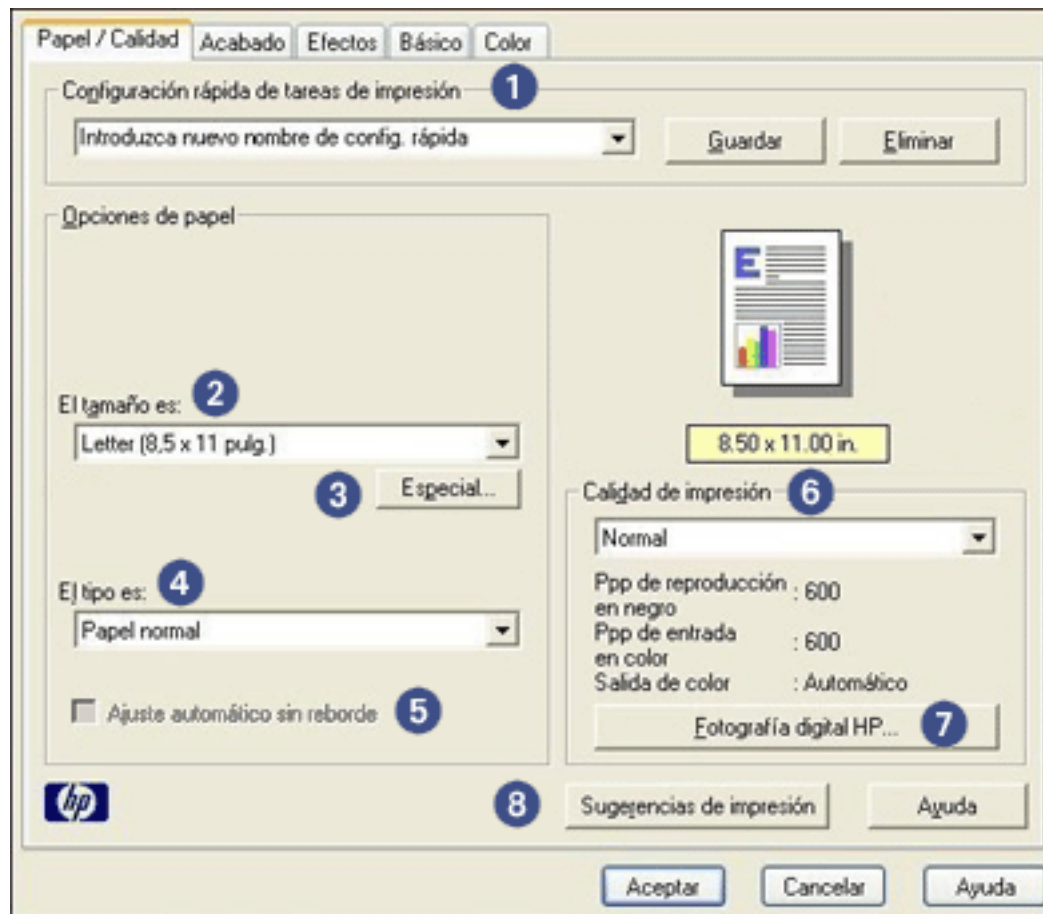 Papel / Calidad Acabado Efectos Básico Color
Configuración rápida de tareas de impresión 1
Introduzca nuevo nombre de config. rápida Guardar Eliminar
Opciones de papel
E
El tamaño es: 2
Letter (8,5 x 11 pulg.)
8.50 x 11.00 in.
3 Especial...
Calidad de impresión 6
Normal
El tipo es: 4
Papel normal
Ppp de reproducción
en negro : 600
Ppp de entrada
en color : 600
Salida de color : Automático
Ajuste automático sin reborde 5
Fotografía digital HP... 7
hp
8 Sugerencias de impresión Ayuda
Aceptar Cancelar Ayuda